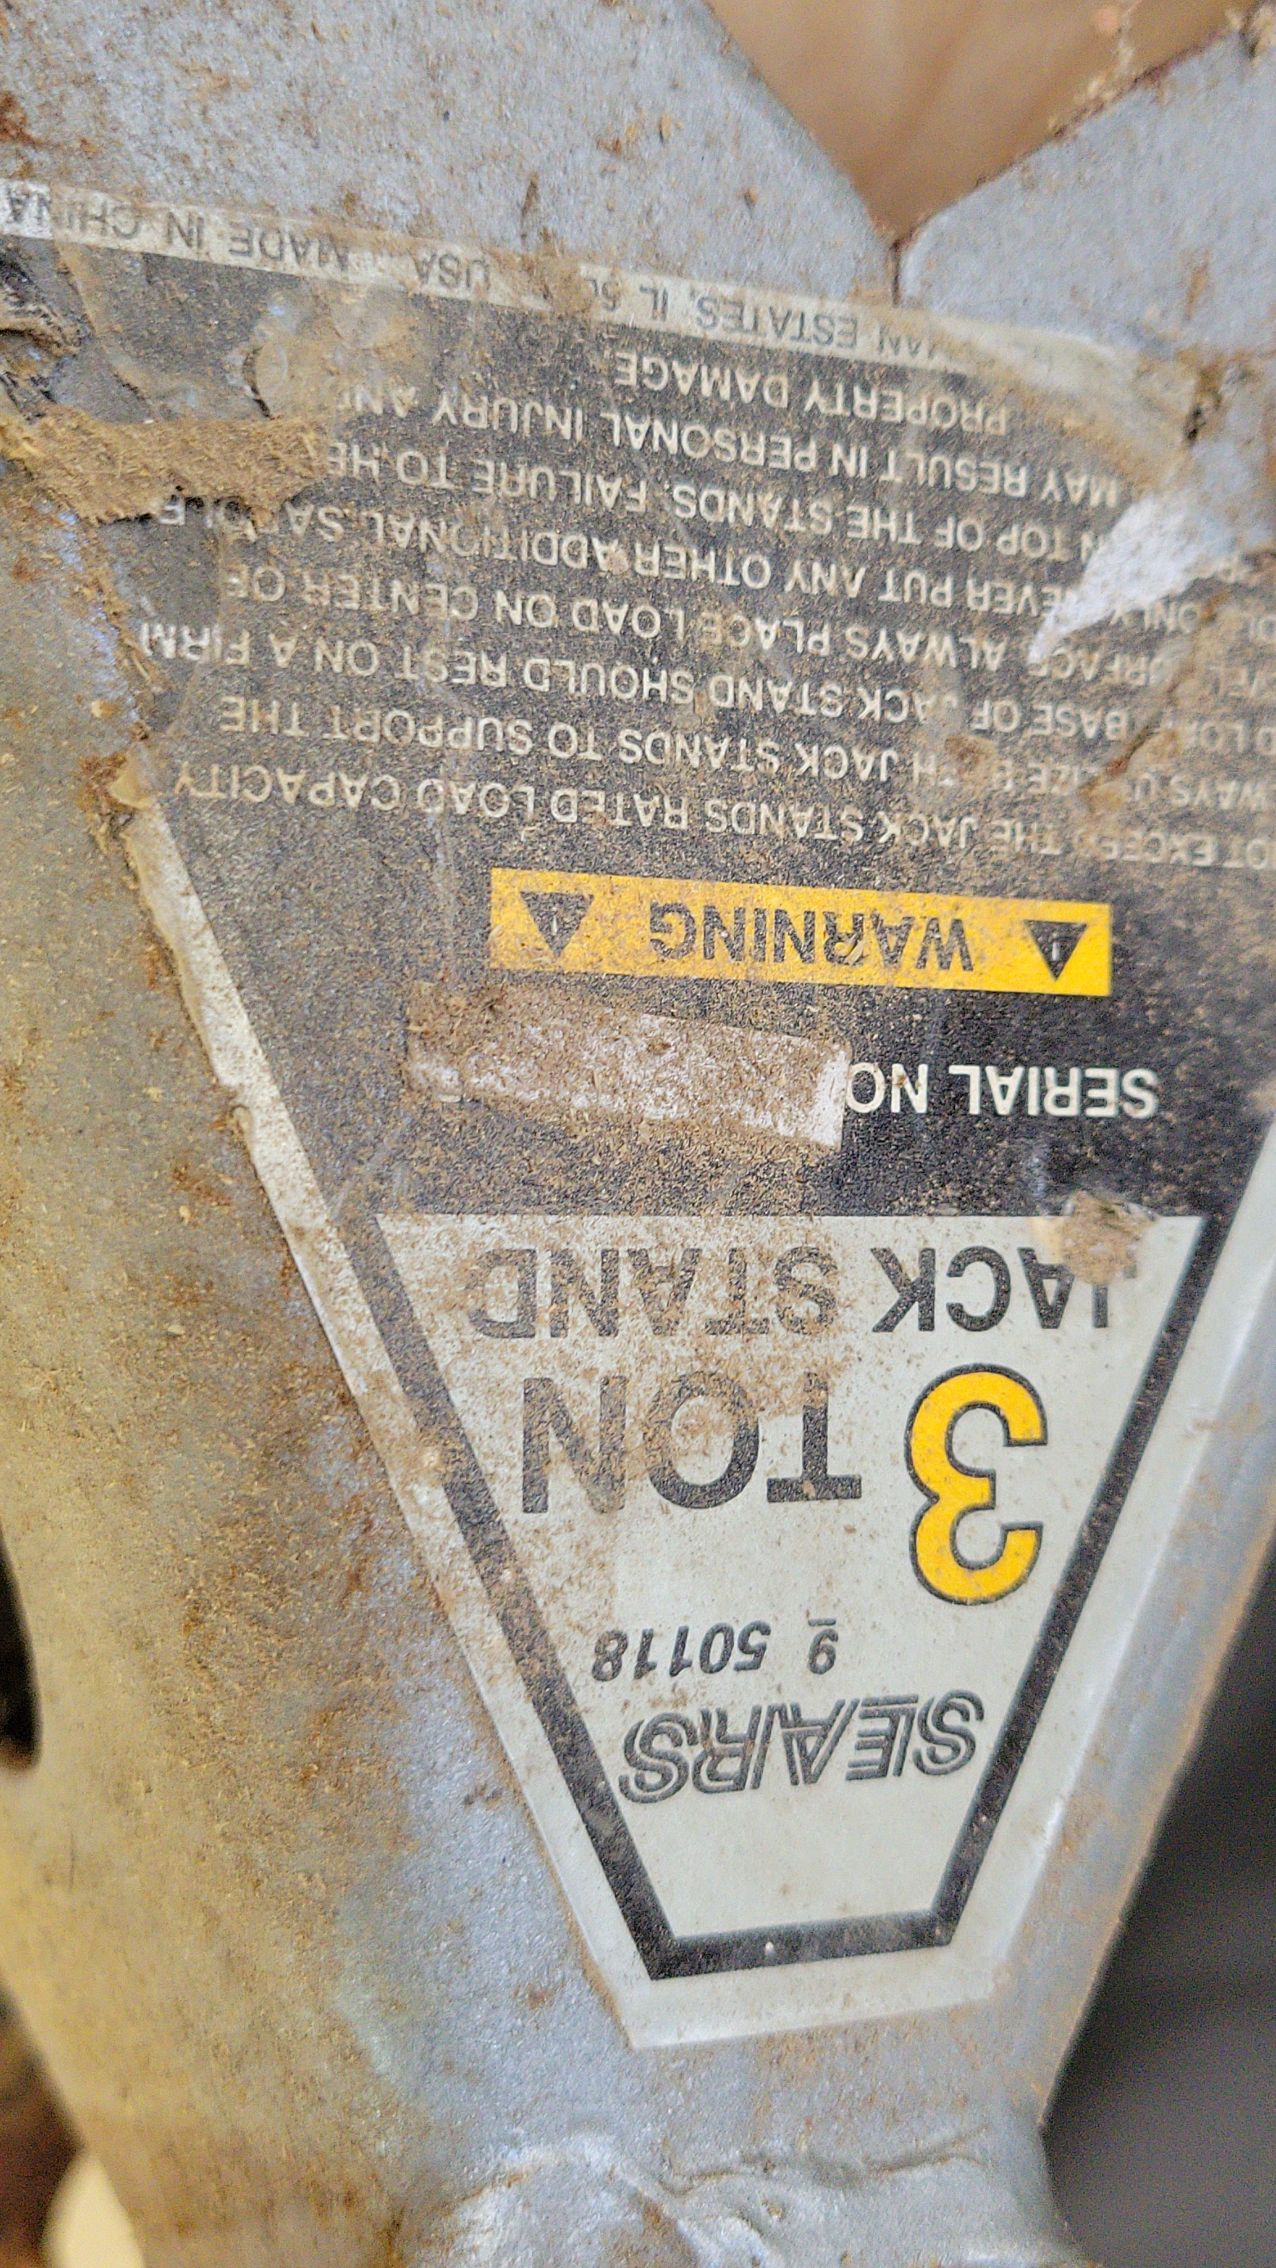 SEARS
9 50118
3 TON
JACK STAND
SERIAL NO
WARNING
THE JACK STANDS RATED LOAD CAPACITY
JACK STANDS TO SUPPORT THE
BASE OF JACK STAND SHOULD REST ON A FIRM
ALWAYS PLACE LOAD ON CENTER OF
ONLY NEVER PUT ANY OTHER ADDITIONAL SADDLE
TOP OF THE STANDS. FAILURE TO
MAY RESULT IN PERSONAL INJURY
PROPERTY DAMAGE.
ESTATES, IL USA MADE IN CHINA